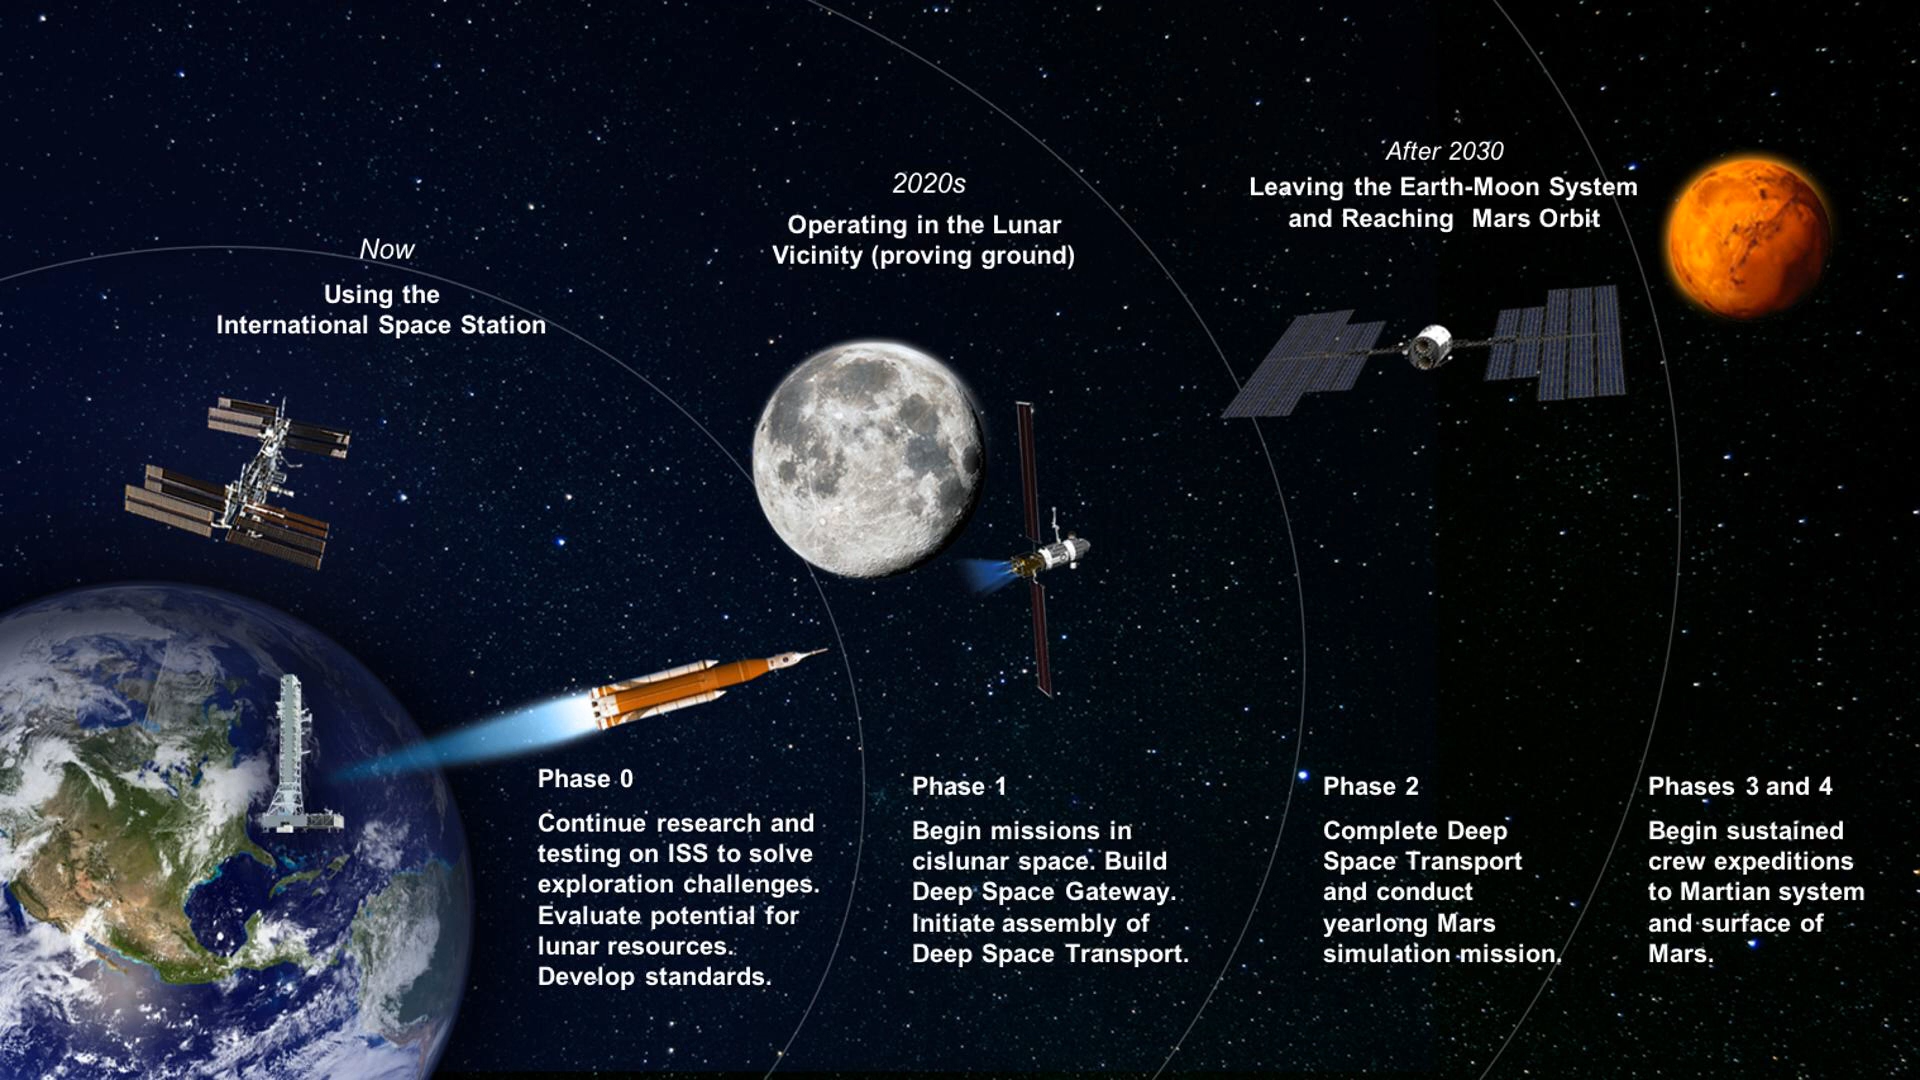 Now
Using the
International Space Station
2020s
Operating in the Lunar
Vicinity (proving ground)
After 2030
Leaving the Earth-Moon System
and Reaching Mars Orbit
Phase 0
Continue research and
testing on ISS to solve
exploration challenges.
Evaluate potential for
lunar resources.
Develop standards.
Phase 1
Begin missions in
cislunar space. Build
Deep Space Gateway.
Initiate assembly of
Deep Space Transport.
Phase 2
Complete Deep
Space Transport
and conduct
yearlong Mars
simulation mission.
Phases 3 and 4
Begin sustained
crew expeditions
to Martian system
and surface of
Mars.